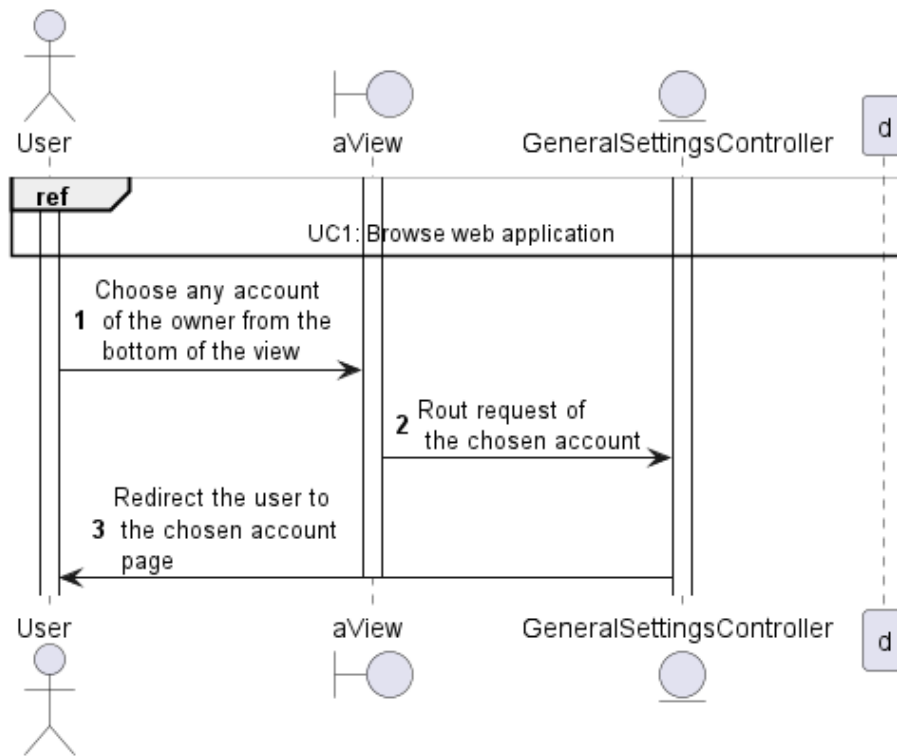 User
aView
GeneralSettingsController
d
ref
UC1: Browse web application
Choose any account
1 of the owner from the
bottom of the view
Rout request of
2 the chosen account
Redirect the user to
3 the chosen account
page
User
aView
GeneralSettingsController
d